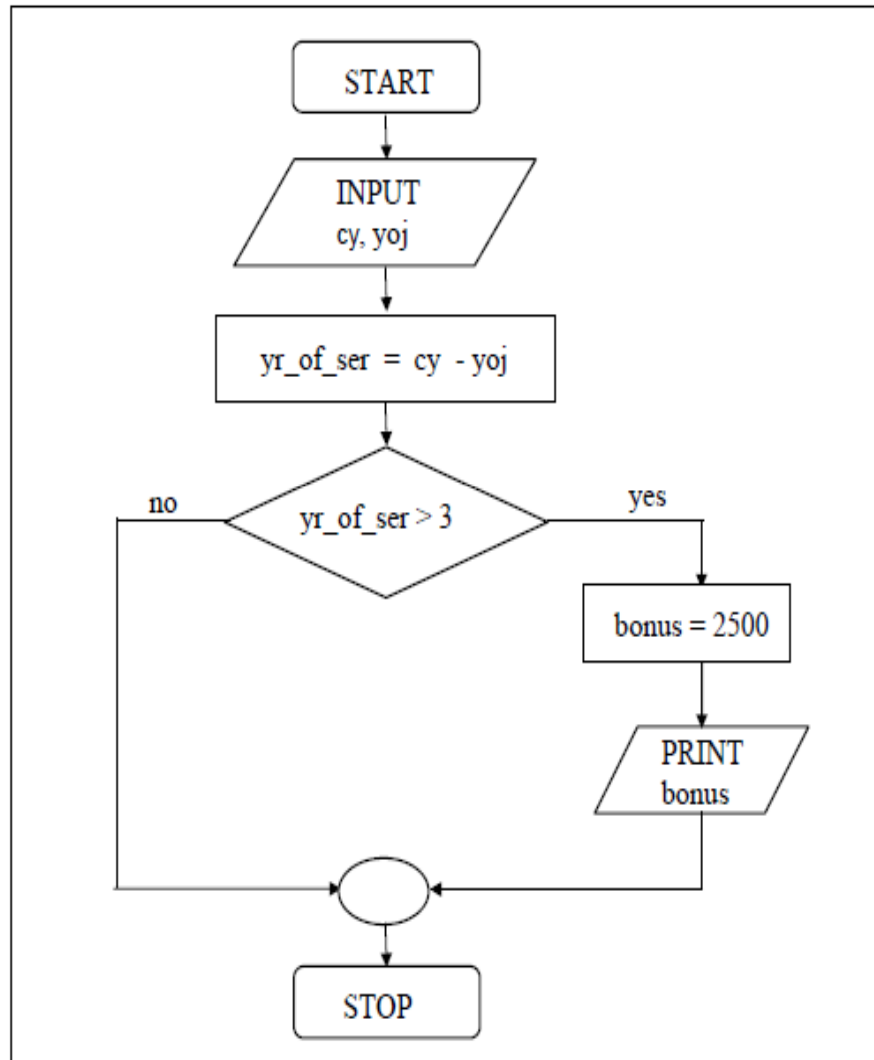 START
INPUT
cy, yoj
yr_of_ser = cy - yoj
no
yr_of_ser > 3
yes
bonus = 2500
PRINT
bonus
STOP